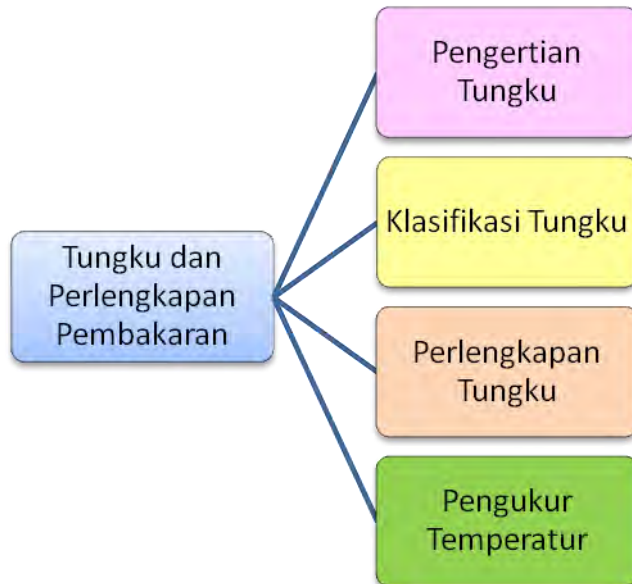 Tungku dan
Perlengkapan
Pembakaran
Pengertian
Tungku
Klasifikasi Tungku
Perlengkapan
Tungku
Pengukur
Temperatur